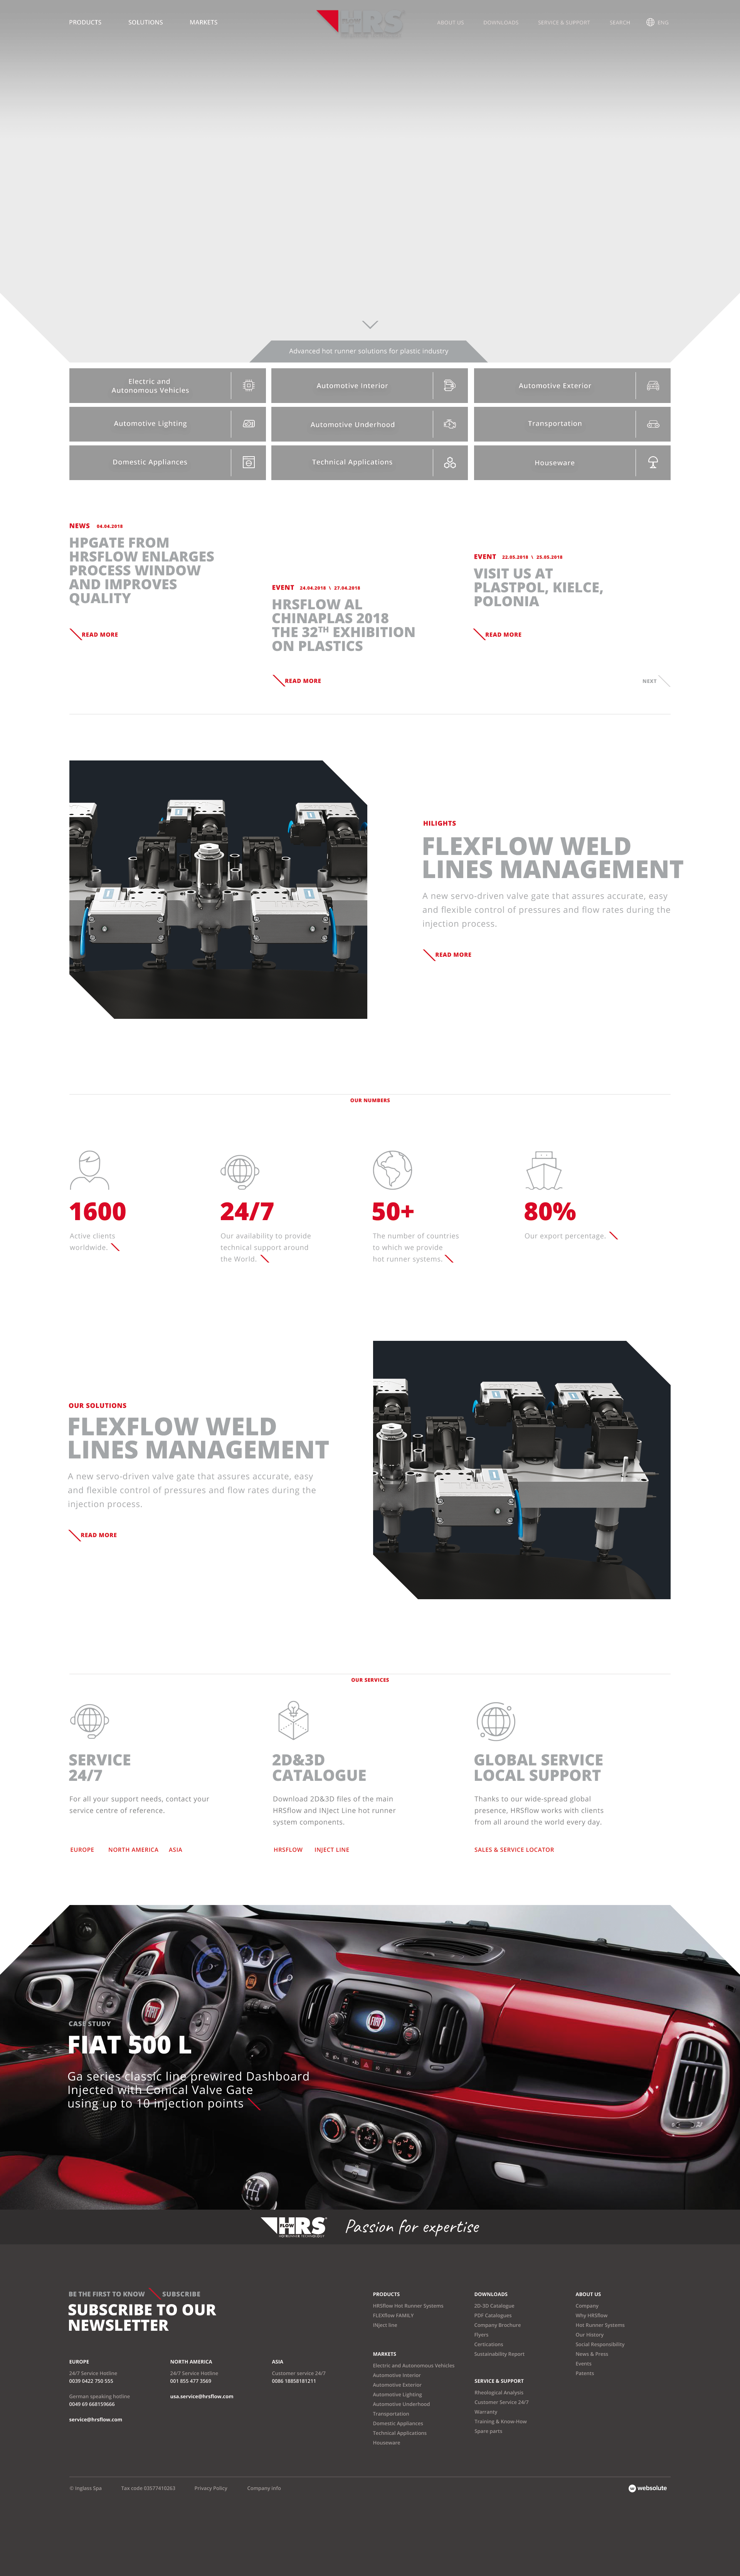 PRODUCTS
SOLUTIONS
MARKETS
HRS
ABOUT US
DOWNLOADS
SERVICE & SUPPORT
SEARCH
ENG
Advanced hot runner solutions for plastic industry
Electric and
Autonomous Vehicles
Automotive Interior
Automotive Exterior
Automotive Lighting
Automotive Underhood
Transportation
Domestic Appliances
Technical Applications
Houseware
NEWS 04.04.2018
HPGATE FROM
HRSFLOW ENLARGES
PROCESS WINDOW
AND IMPROVES
QUALITY
READ MORE
EVENT 24.04.2018 \ 27.04.2018
HRSFLOW AL
CHINAPLAS 2018
THE 32TH EXHIBITION
ON PLASTICS
READ MORE
EVENT 22.05.2018 \ 25.05.2018
VISIT US AT
PLASTPOL, KIELCE,
POLONIA
READ MORE
NEXT
HILIGHTS
FLEXFLOW WELD
LINES MANAGEMENT
A new servo-driven valve gate that assures accurate, easy
and flexible control of pressures and flow rates during the
injection process.
READ MORE
OUR NUMBERS
1600
Active clients
worldwide.
24/7
Our availability to provide
technical support around
the World.
50+
The number of countries
to which we provide
hot runner systems.
80%
Our export percentage.
OUR SOLUTIONS
FLEXFLOW WELD
LINES MANAGEMENT
A new servo-driven valve gate that assures accurate, easy
and flexible control of pressures and flow rates during the
injection process.
READ MORE
OUR SERVICES
SERVICE
24/7
For all your support needs, contact your
service centre of reference.
EUROPE
NORTH AMERICA
ASIA
2D&3D
CATALOGUE
Download 2D&3D files of the main
HRSflow and INject Line hot runner
system components.
HRSFLOW
INJECT LINE
GLOBAL SERVICE
LOCAL SUPPORT
Thanks to our wide-spread global
presence, HRSflow works with clients
from all around the world every day.
SALES & SERVICE LOCATOR
FIAT
FIAT
CASE STUDY
FIAT 500 L
Ga series classic line prewired Dashboard
Injected with Conical Valve Gate
using up to 10 injection points
FLOW
HRS
Passion for expertise
BE THE FIRST TO KNOW
SUBSCRIBE
SUBSCRIBE TO OUR
NEWSLETTER
EUROPE
24/7 Service Hotline
0039 0422 750 555
German speaking hotline
0049 69 668159666
service@hrsflow.com
NORTH AMERICA
24/7 Service Hotline
001 855 477 3569
usa.service@hrsflow.com
ASIA
Customer service 24/7
0086 18858181211
PRODUCTS
HRSflow Hot Runner Systems
FLEXflow FAMILY
INject line
MARKETS
Electric and Autonomous Vehicles
Automotive Interior
Automotive Exterior
Automotive Lighting
Automotive Underhood
Transportation
Domestic Appliances
Technical Applications
Houseware
DOWNLOADS
2D-3D Catalogue
PDF Catalogues
Company Brochure
Flyers
Certications
Sustainability Report
SERVICE & SUPPORT
Rheological Analysis
Customer Service 24/7
Warranty
Training & Know-How
Spare parts
ABOUT US
Company
Why HRSflow
Hot Runner Systems
Our History
Social Responsibility
News & Press
Events
Patents
© Inglass Spa
Tax code 03577410263
Privacy Policy
Company info
websolute